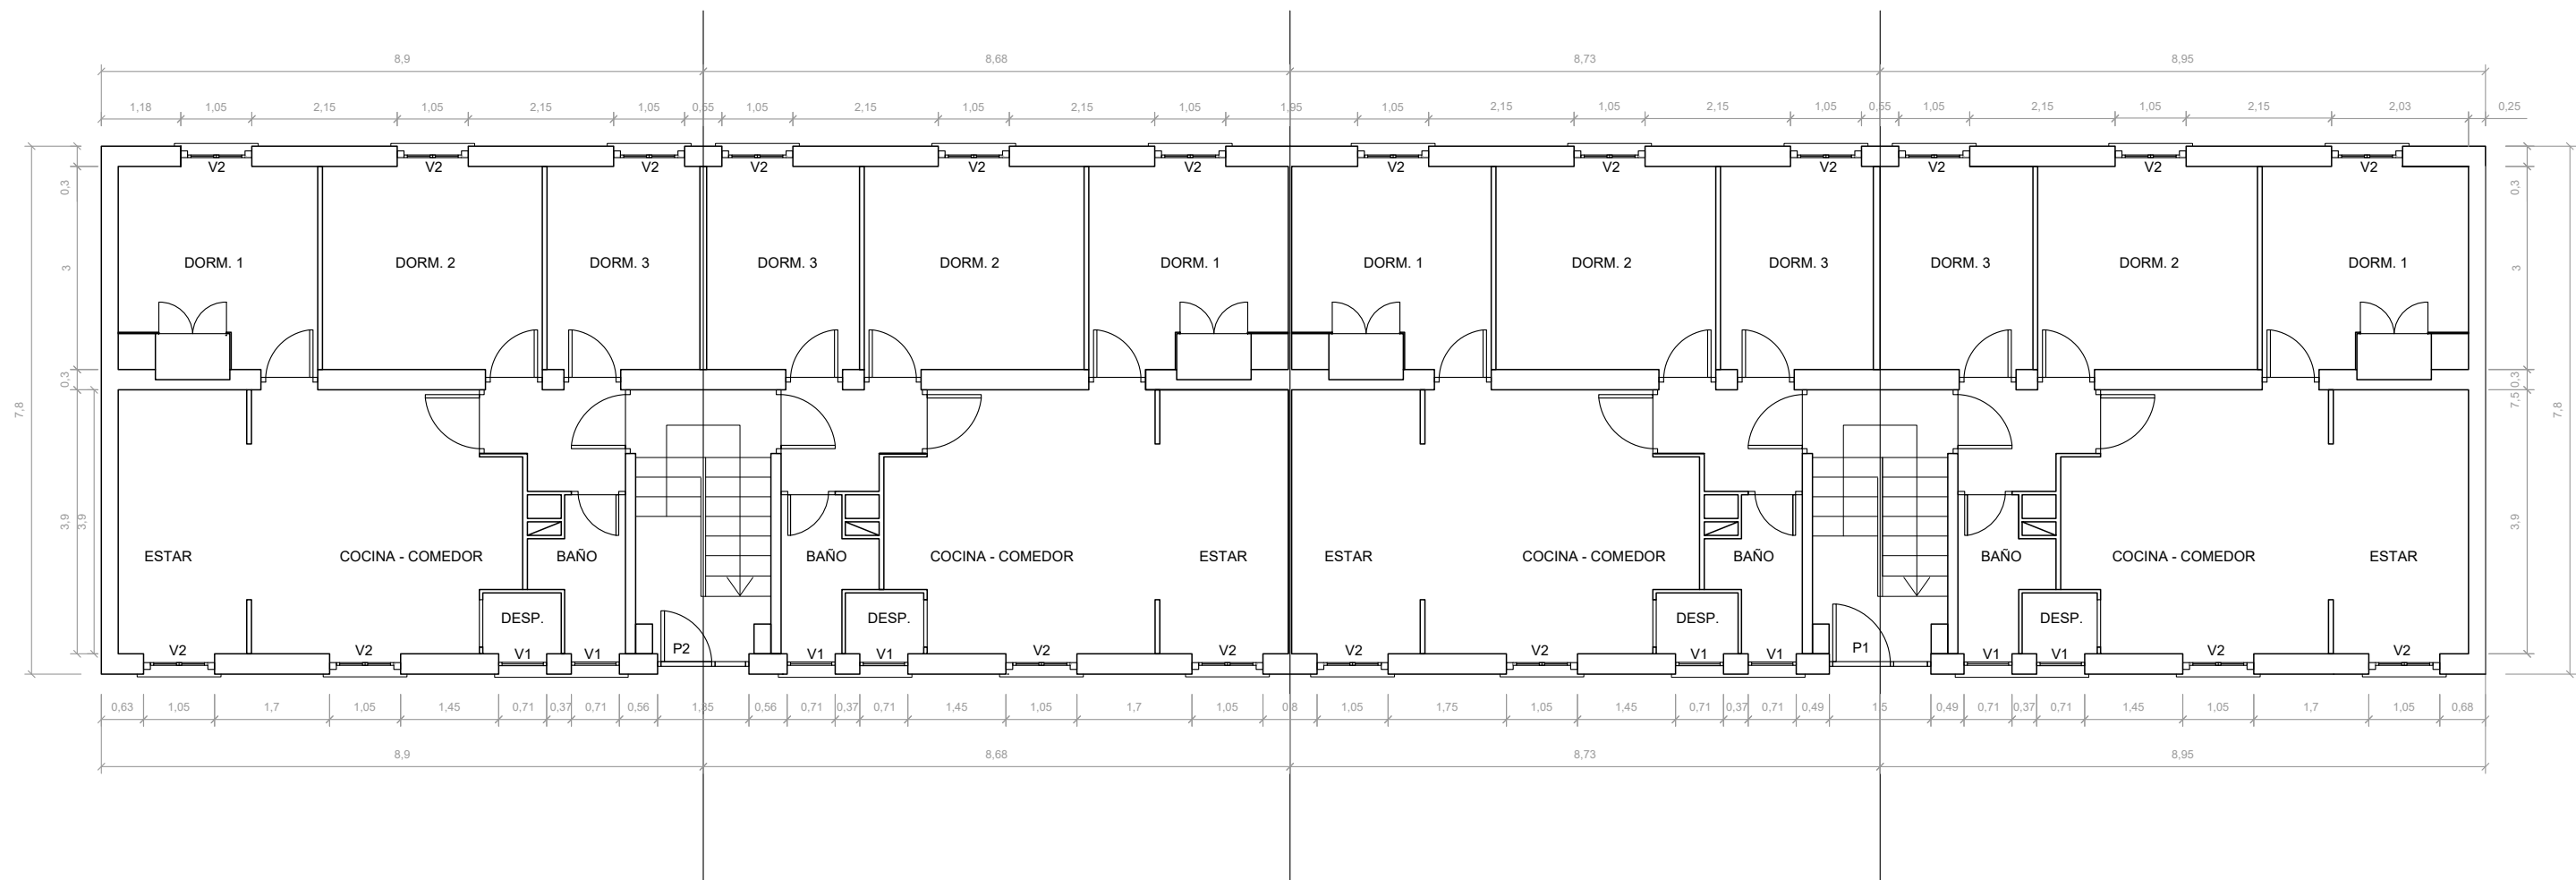 8,9 8,68 8,73 8,95
1,18 1,05 2,15 1,05 2,15 1,05 0,55 1,05 2,15 1,05 2,15 1,05 1,95 1,05 2,15 1,05 2,15 1,05 0,55 1,05 2,15 1,05 2,15 2,03 0,25
V2 V2 V2 V2 V2 V2 V2 V2 V2 V2 V2 V2
0,3 0,3
DORM. 1 DORM. 2 DORM. 3 DORM. 3 DORM. 2 DORM. 1 DORM. 1 DORM. 2 DORM. 3 DORM. 3 DORM. 2 DORM. 1
3 3
0,3 0,3
7,8 7,5 7,8
3,9 3,9 3,9
ESTAR COCINA - COMEDOR BAÑO BAÑO COCINA - COMEDOR ESTAR ESTAR COCINA - COMEDOR BAÑO BAÑO COCINA - COMEDOR ESTAR
DESP. DESP. DESP. DESP.
V2 V2 V1 V1 P2 V1 V1 V2 V2 V2 V2 V1 V1 P1 V1 V1 V2 V2
0,63 1,05 1,7 1,05 1,45 0,71 0,37 0,71 0,56 1,35 0,56 0,71 0,37 0,71 1,45 1,05 1,7 1,05 0,8 1,05 1,75 1,05 1,45 0,71 0,37 0,71 0,49 1,5 0,49 0,71 0,37 0,71 1,45 1,05 1,7 1,05 0,68
8,9 8,68 8,73 8,95